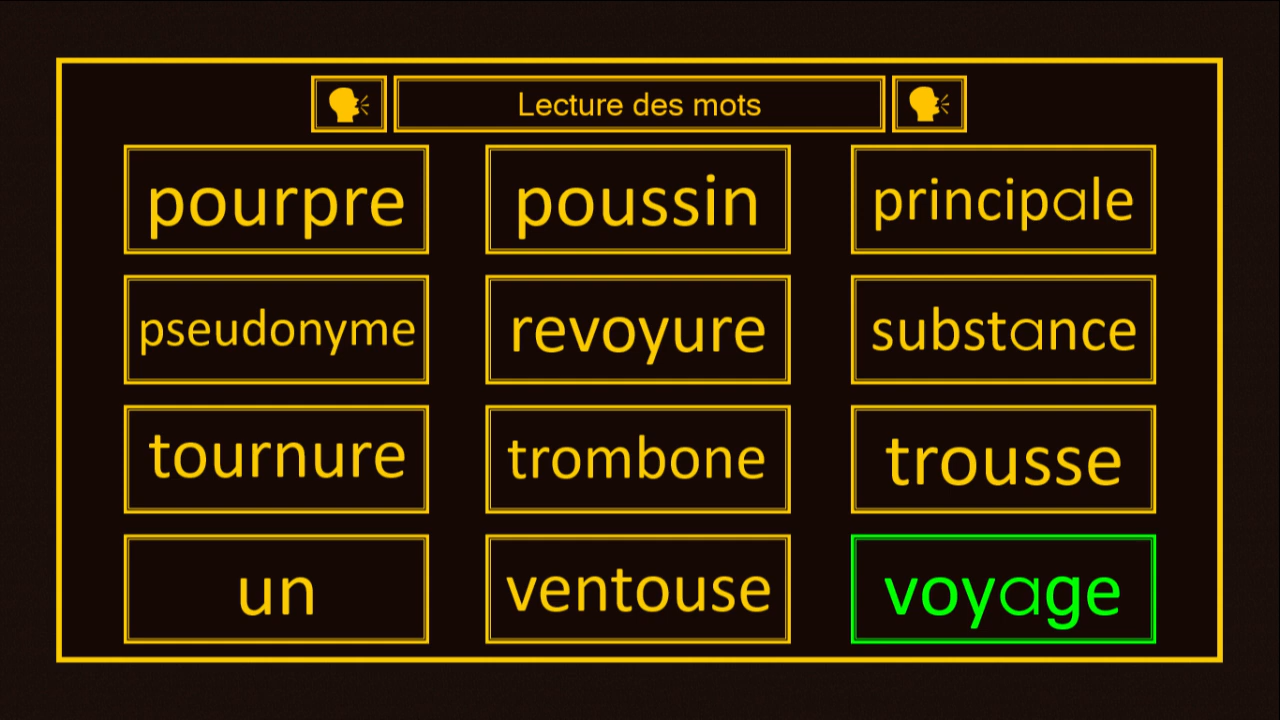 Lecture des mots
pourpre poussin principale
pseudonyme revoyure substance
tournure trombone trousse
un ventouse voyage